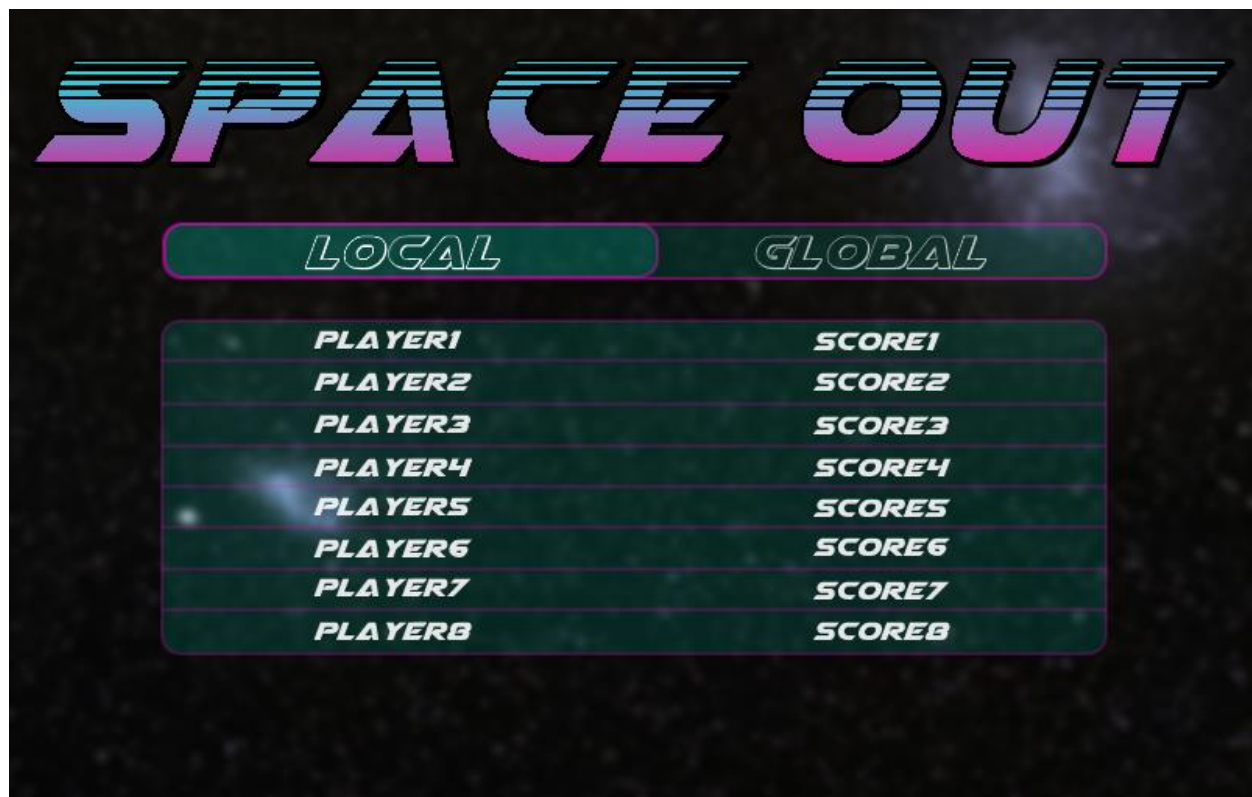 SPACE OUT
LOCAL GLOBAL
PLAYER1 SCORE1
PLAYER2 SCORE2
PLAYER3 SCORE3
PLAYER4 SCORE4
PLAYER5 SCORE5
PLAYER6 SCORE6
PLAYER7 SCORE7
PLAYER8 SCORE8